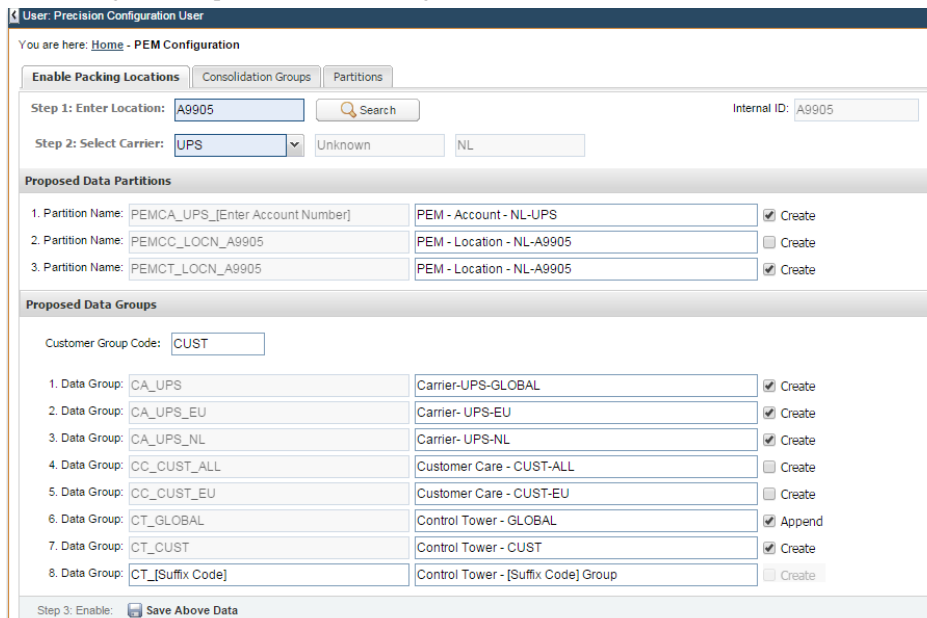 User: Precision Configuration User
You are here: Home - PEM Configuration
Enable Packing Locations Consolidation Groups Partitions
Step 1: Enter Location: A9905 Search Internal ID: A9905
Step 2: Select Carrier: UPS Unknown NL
Proposed Data Partitions
1. Partition Name: PEMCA_UPS_[Enter Account Number] PEM - Account - NL-UPS Create
2. Partition Name: PEMCC_LOCN_A9905 PEM - Location - NL-A9905 Create
3. Partition Name: PEMCT_LOCN_A9905 PEM - Location - NL-A9905 Create
Proposed Data Groups
Customer Group Code: CUST
1. Data Group: CA_UPS Carrier-UPS-GLOBAL Create
2. Data Group: CA_UPS_EU Carrier- UPS-EU Create
3. Data Group: CA_UPS_NL Carrier- UPS-NL Create
4. Data Group: CC_CUST_ALL Customer Care - CUST-ALL Create
5. Data Group: CC_CUST_EU Customer Care - CUST-EU Create
6. Data Group: CT_GLOBAL Control Tower - GLOBAL Append
7. Data Group: CT_CUST Control Tower - CUST Create
8. Data Group: CT_[Suffix Code] Control Tower - [Suffix Code] Group Create
Step 3: Enable: Save Above Data